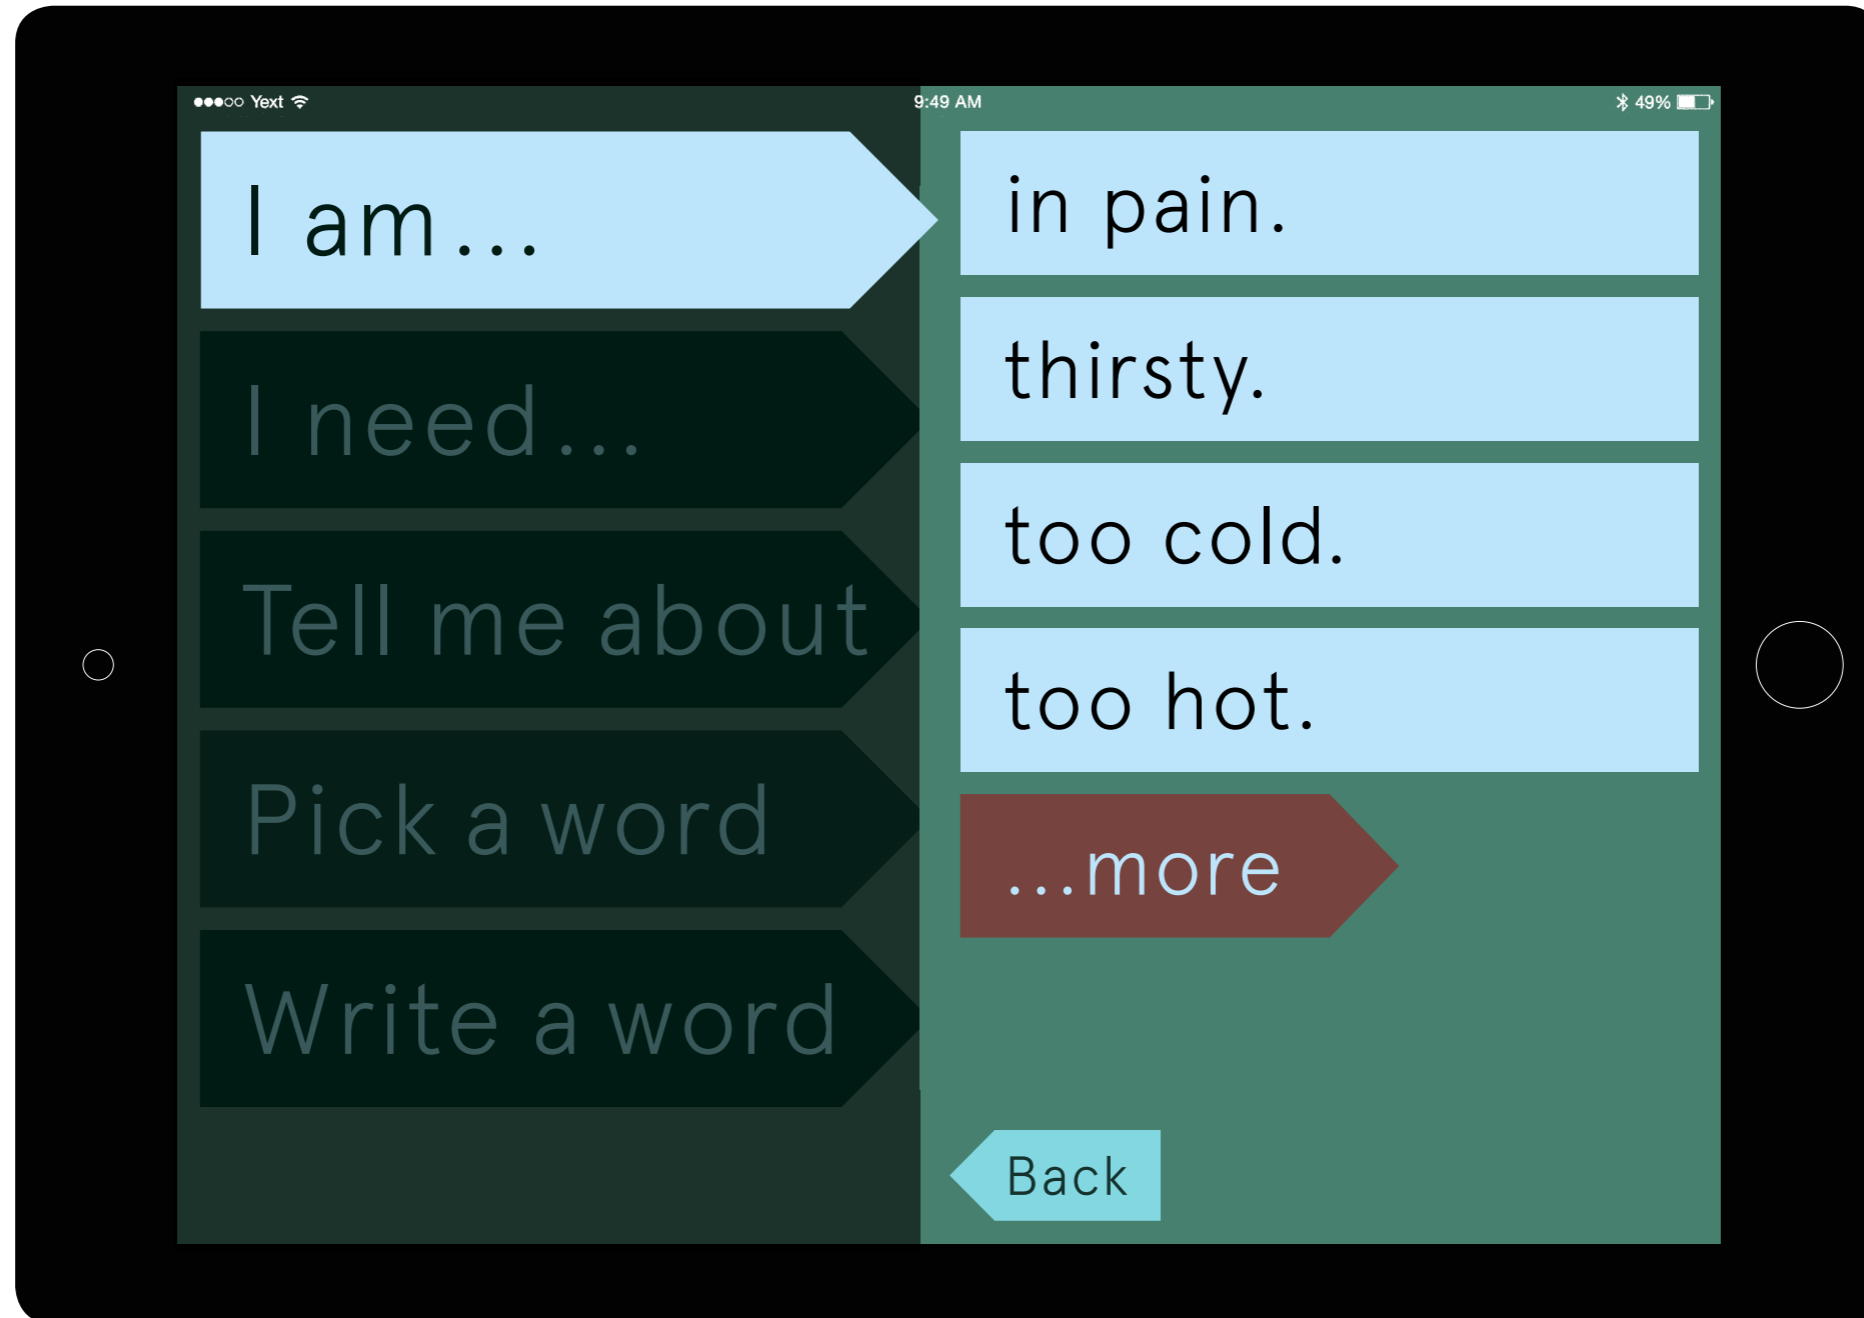 Yext 9:49 AM 49%
I am...
I need...
Tell me about
Pick a word
Write a word
in pain.
thirsty.
too cold.
too hot.
...more
Back